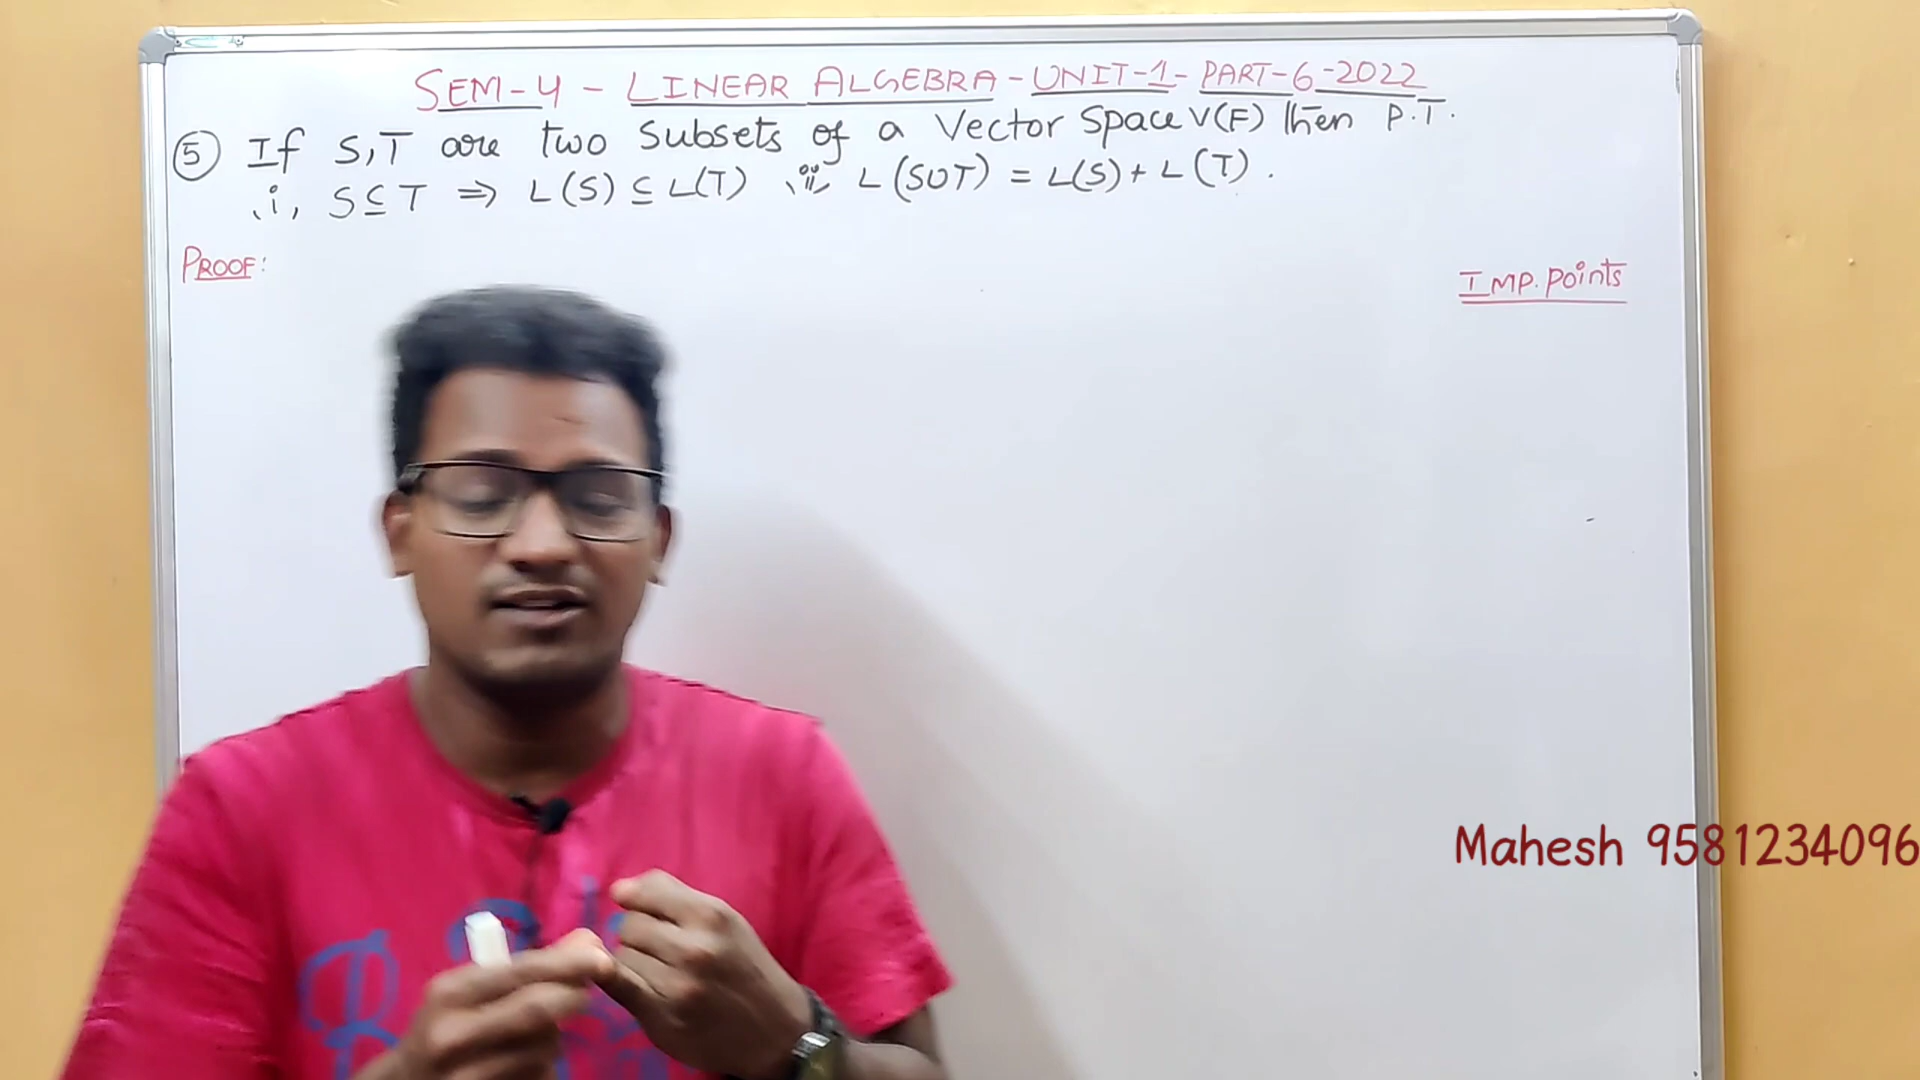 SEM-4 - LINEAR ALGEBRA - UNIT-1 - PART-6-2022
⑤ If S,T are two Subsets of a Vector Space V(F) then P.T.
i, S⊆T ⇒ L(S) ⊆ L(T) ii, L(S∪T) = L(S)+L(T).
PROOF:
IMP. points
Mahesh 9581234096